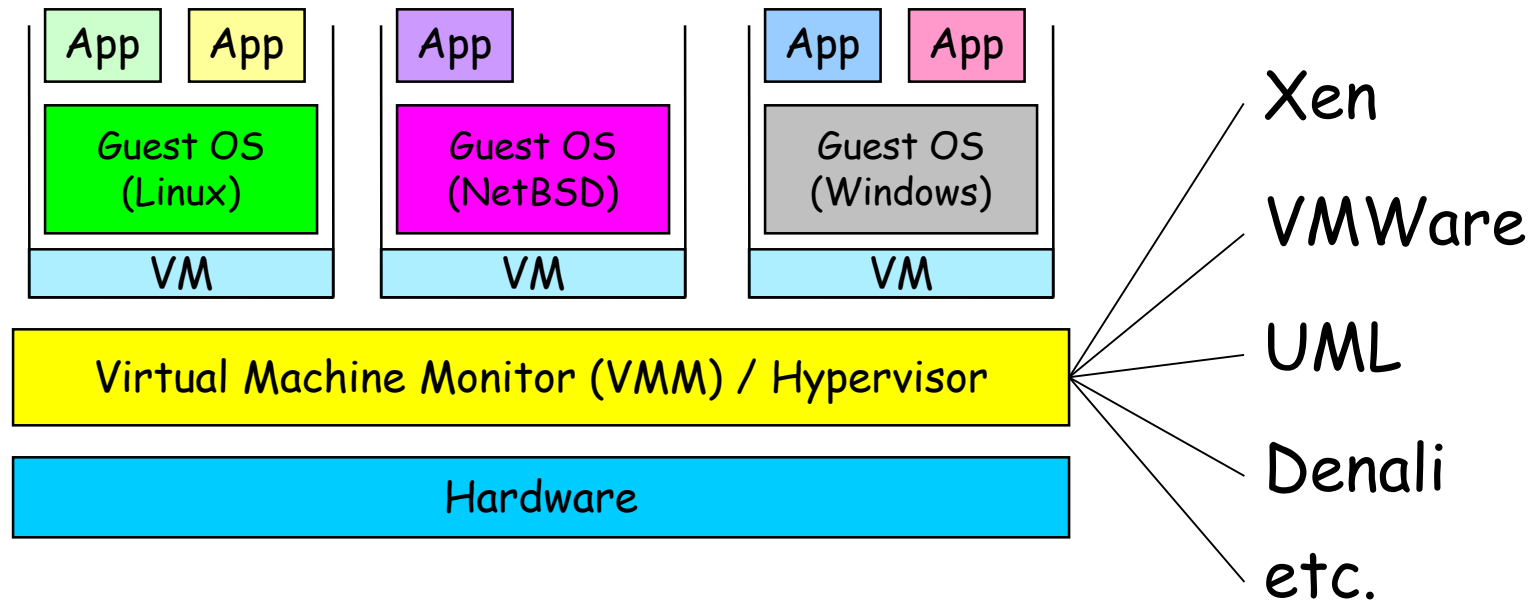 App
App
App
App
App
Guest OS
(Linux)
Guest OS
(NetBSD)
Guest OS
(Windows)
VM
VM
VM
Virtual Machine Monitor (VMM) / Hypervisor
Hardware
Xen
VMWare
UML
Denali
etc.